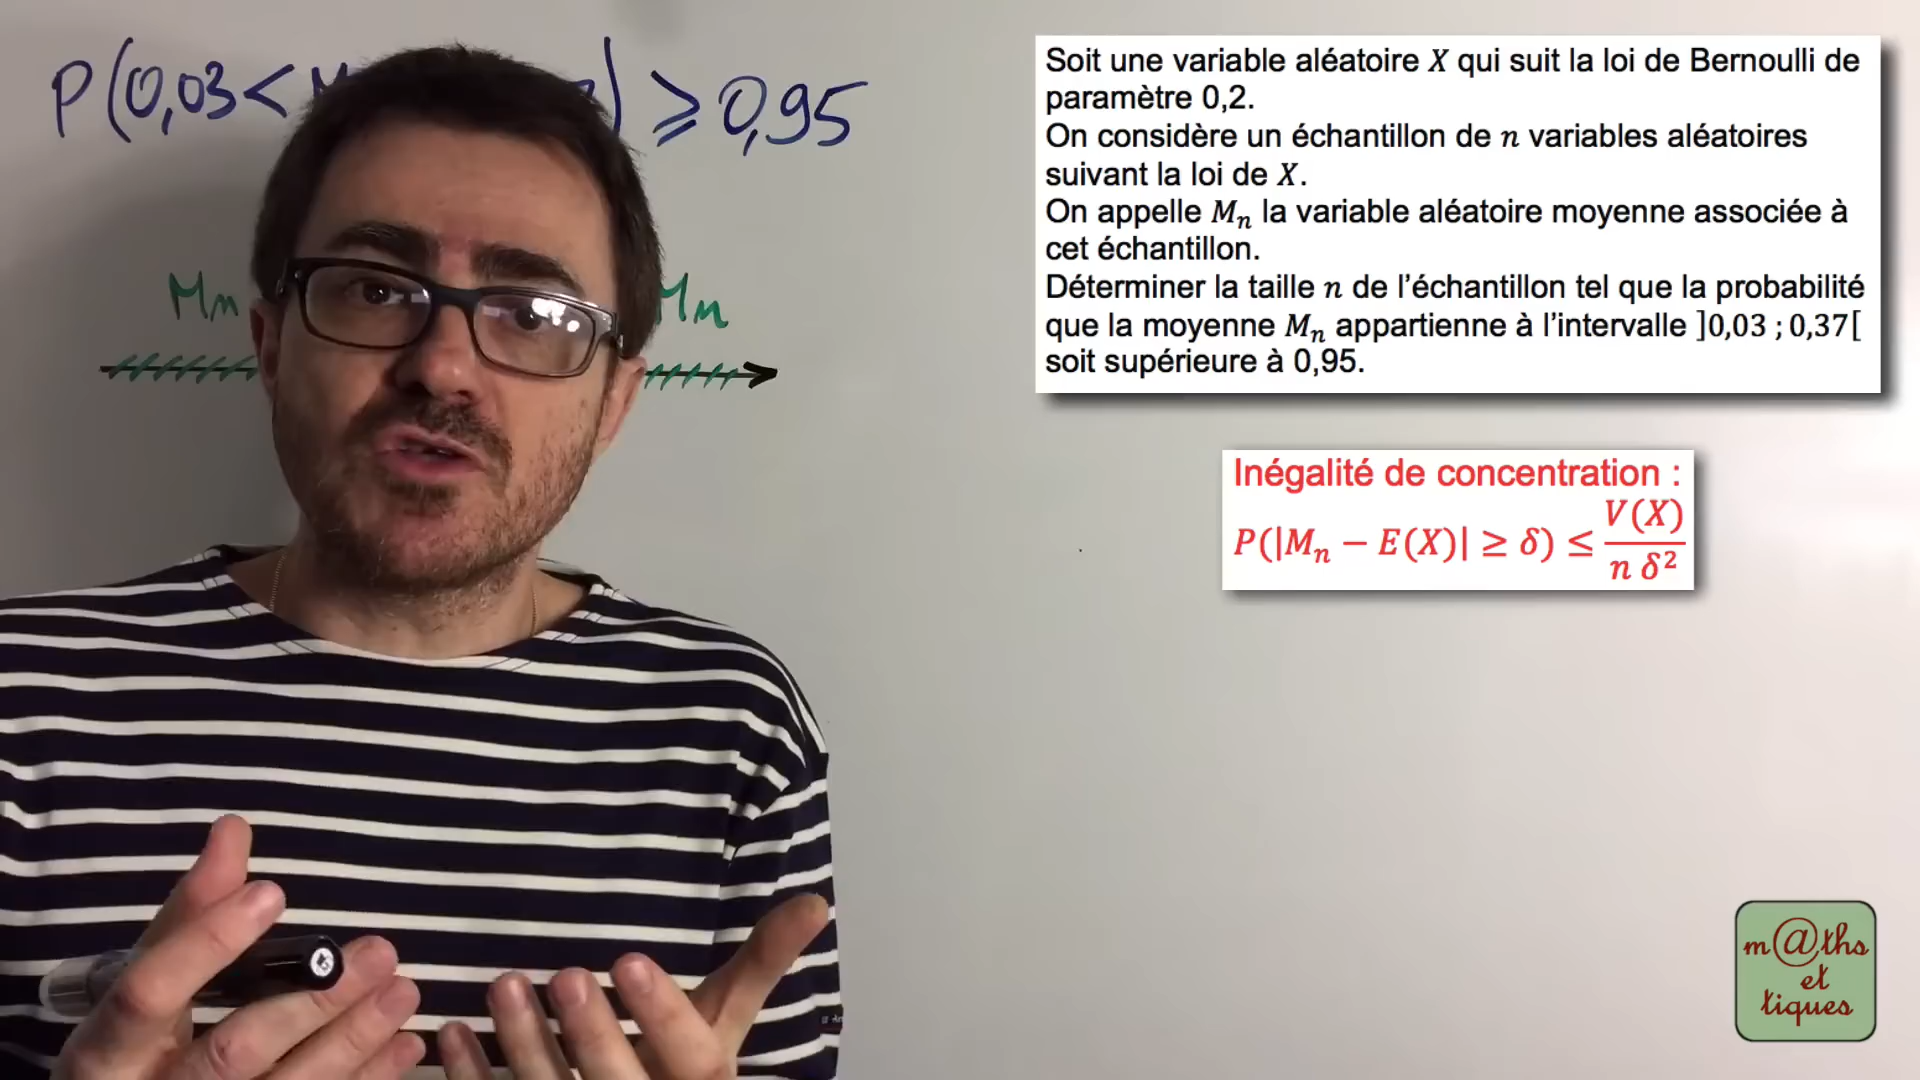 P(0,03<M ) ⩾ 0,95
Mn Mn
Soit une variable aléatoire X qui suit la loi de Bernoulli de
paramètre 0,2.
On considère un échantillon de n variables aléatoires
suivant la loi de X.
On appelle Mn la variable aléatoire moyenne associée à
cet échantillon.
Déterminer la taille n de l’échantillon tel que la probabilité
que la moyenne Mn appartienne à l’intervalle ]0,03 ; 0,37[
soit supérieure à 0,95.
Inégalité de concentration :
P(|Mn − E(X)| ≥ δ) ≤ V(X) / n δ²
m@ths
et
tiques